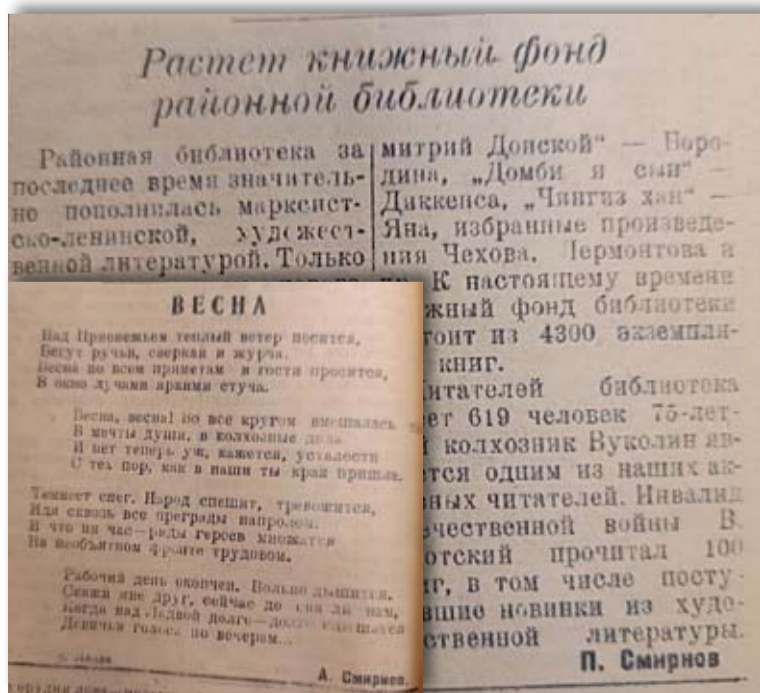 Растет книжный фонд
районной библиотеки
Районная библиотека за
последнее время значитель-
но пополнилась марксист-
ско-ленинской, художест-
венной литературой. Только
митрий Донской" — Боро-
дина, „Домби и сын" —
Диккенса, „Чингиз хан" —
Яна, избранные произведе-
ния Чехова. Лермонтова и
К настоящему времени
жный фонд библиотеки
тоит из 4300 экземпля-
книг.
Читателей библиотека
ет 619 человек 75-лет-
й колхозник Вуколин яв-
ется одним из наших ак-
вных читателей. Инвалид
чественной войны В.
отский прочитал 100
иг, в том числе посту-
вшие новинки из худо-
ственной литературы.
П. Смирнов
ВЕСНА
Над теплый ветер носится,
Бегут ручьи, сверкая и журча.
Весна по всем приметам в гости просится,
В окно лучами яркими стуча.
Весна, весна! Во все кругом вмешалась
В мечты души, в колхозные дела
И нет теперь уж, кажется, усталости
С тех пор, как в наши ты края пришла.
Темнеет снег. Народ спешит, тревожится,
Идя сквозь все преграды напролом.
И что ни час—ряды героев множатся
На необъятном фронте трудовом.
Рабочий день окончен. Вольно дышится.
Скажи мне друг, сейчас до сна ли нам,
Когда над долго—долго слышатся
Девичьи голоса по вечерам...
А. Смирнов.